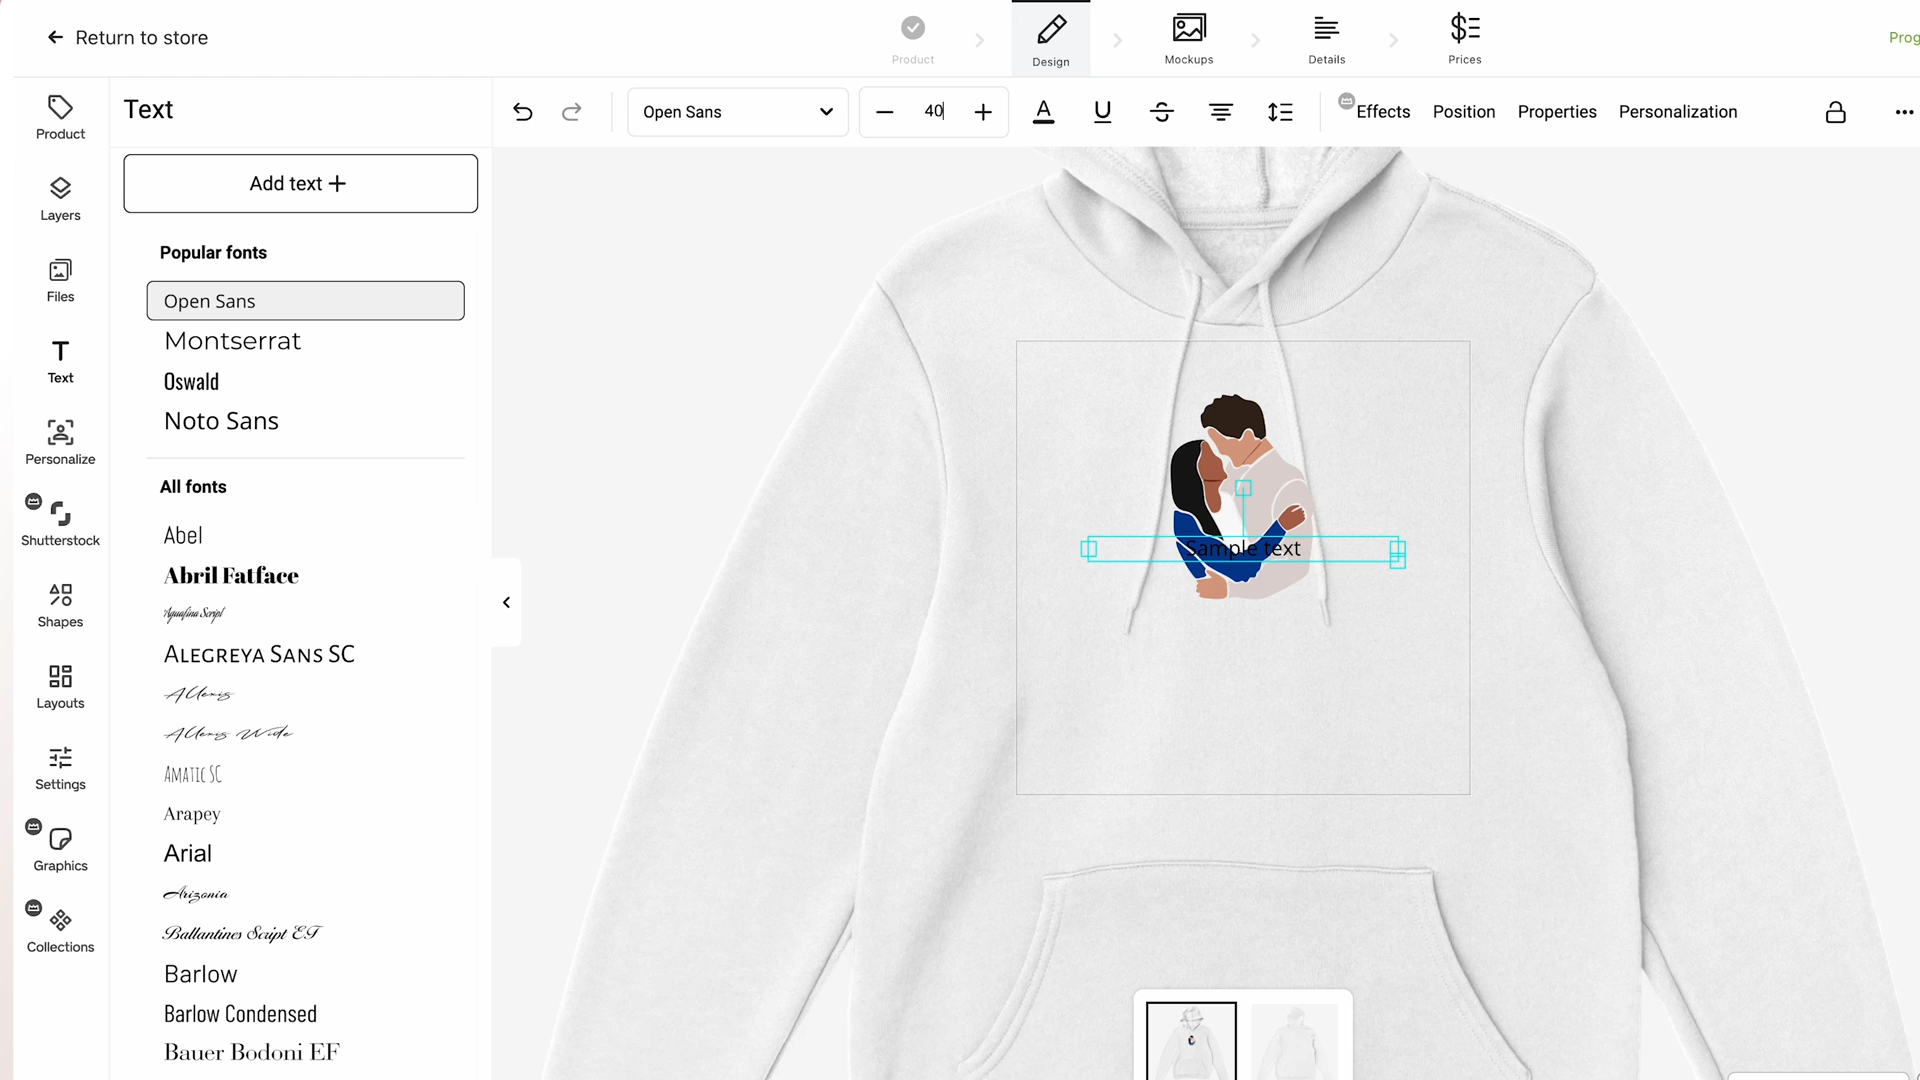 Return to store
Product
Design
Mockups
Details
Prices
Prog
Text
Open Sans
40
A
U
S
Effects
Position
Properties
Personalization
Product
Layers
Files
Text
Personalize
Shutterstock
Shapes
Layouts
Settings
Graphics
Collections
Add text +
Popular fonts
Open Sans
Montserrat
Oswald
Noto Sans
All fonts
Abel
Abril Fatface
Aguafina Script
ALEGREYA SANS SC
Allexis
Allexis Wide
AMATIC SC
Arapey
Arial
Arizonia
Ballantines Script EF
Barlow
Barlow Condensed
Bauer Bodoni EF
Sample text